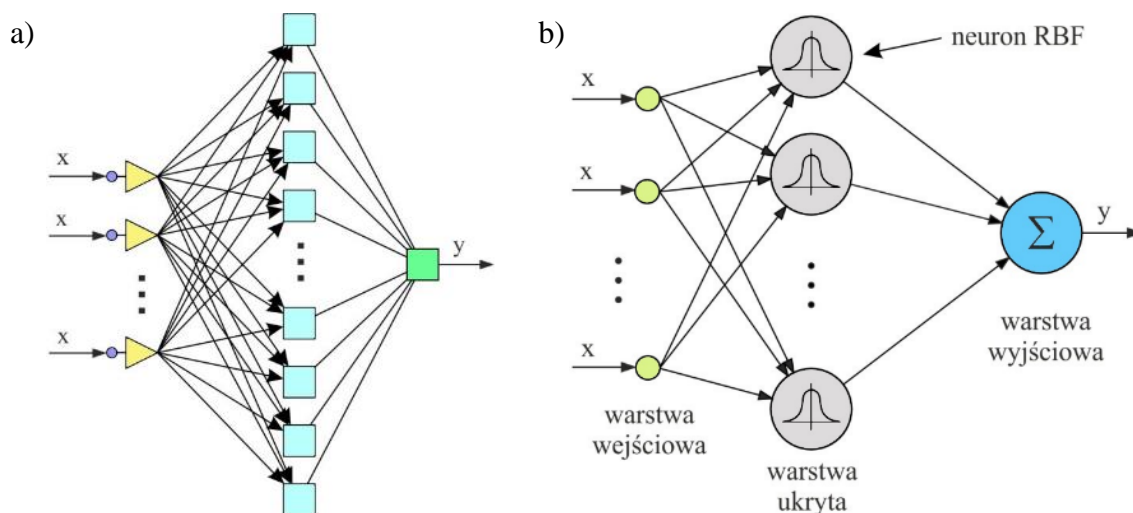 a)
x
x
x
y
b)
neuron RBF
x
x
x
Σ
y
warstwa
wejściowa
warstwa
ukryta
warstwa
wyjściowa